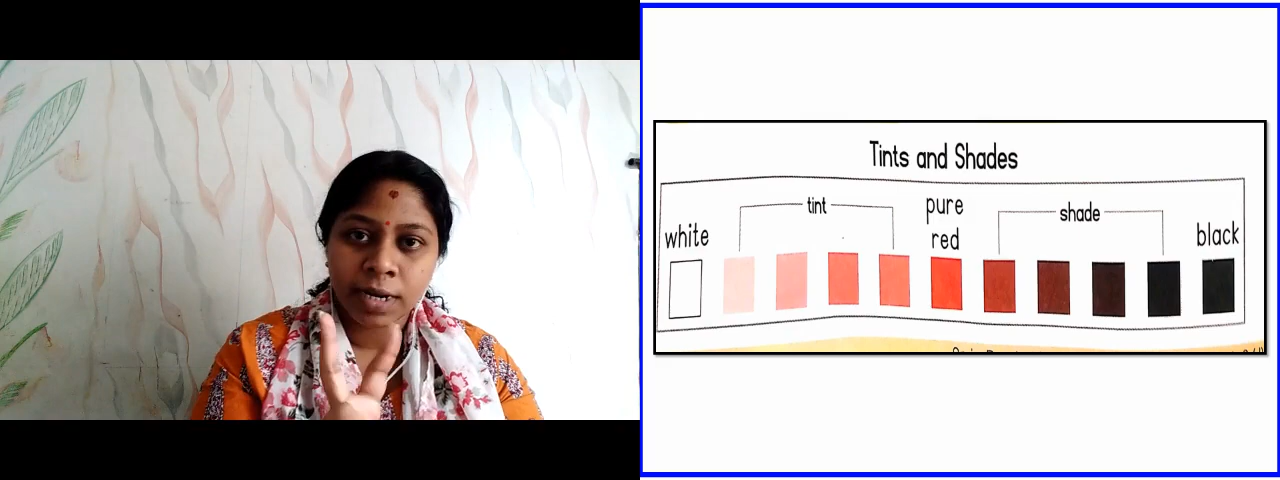 Tints and Shades
white
tint
pure
red
shade
black